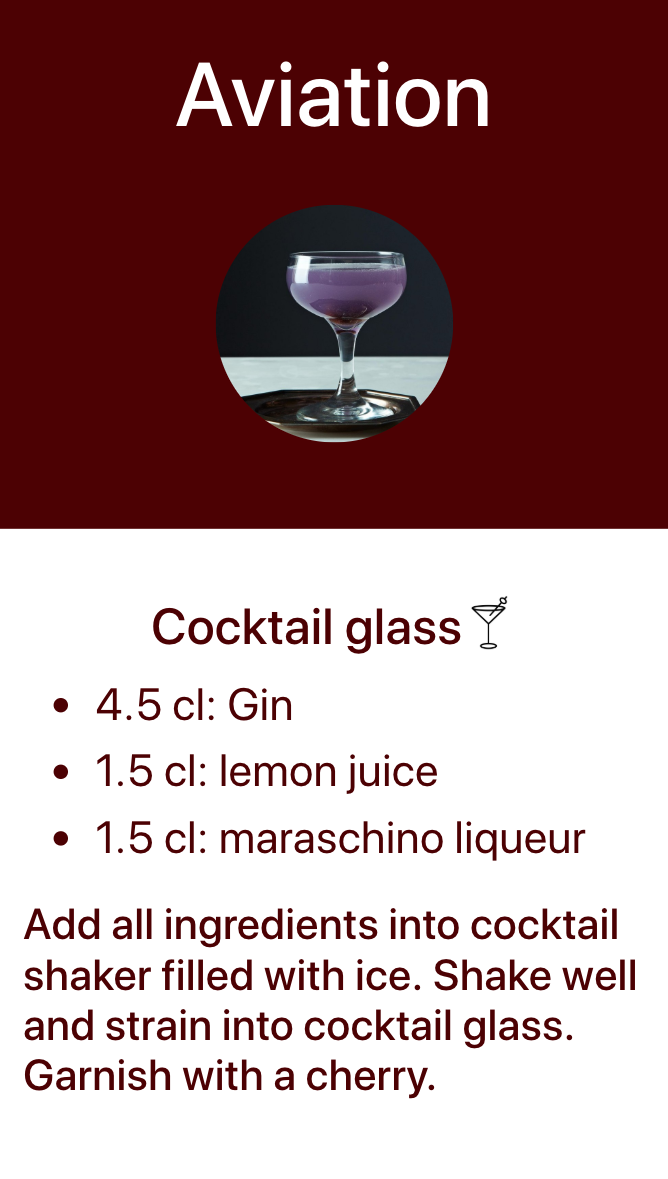 Aviation
Cocktail glass
• 4.5 cl: Gin
• 1.5 cl: lemon juice
• 1.5 cl: maraschino liqueur
Add all ingredients into cocktail
shaker filled with ice. Shake well
and strain into cocktail glass.
Garnish with a cherry.